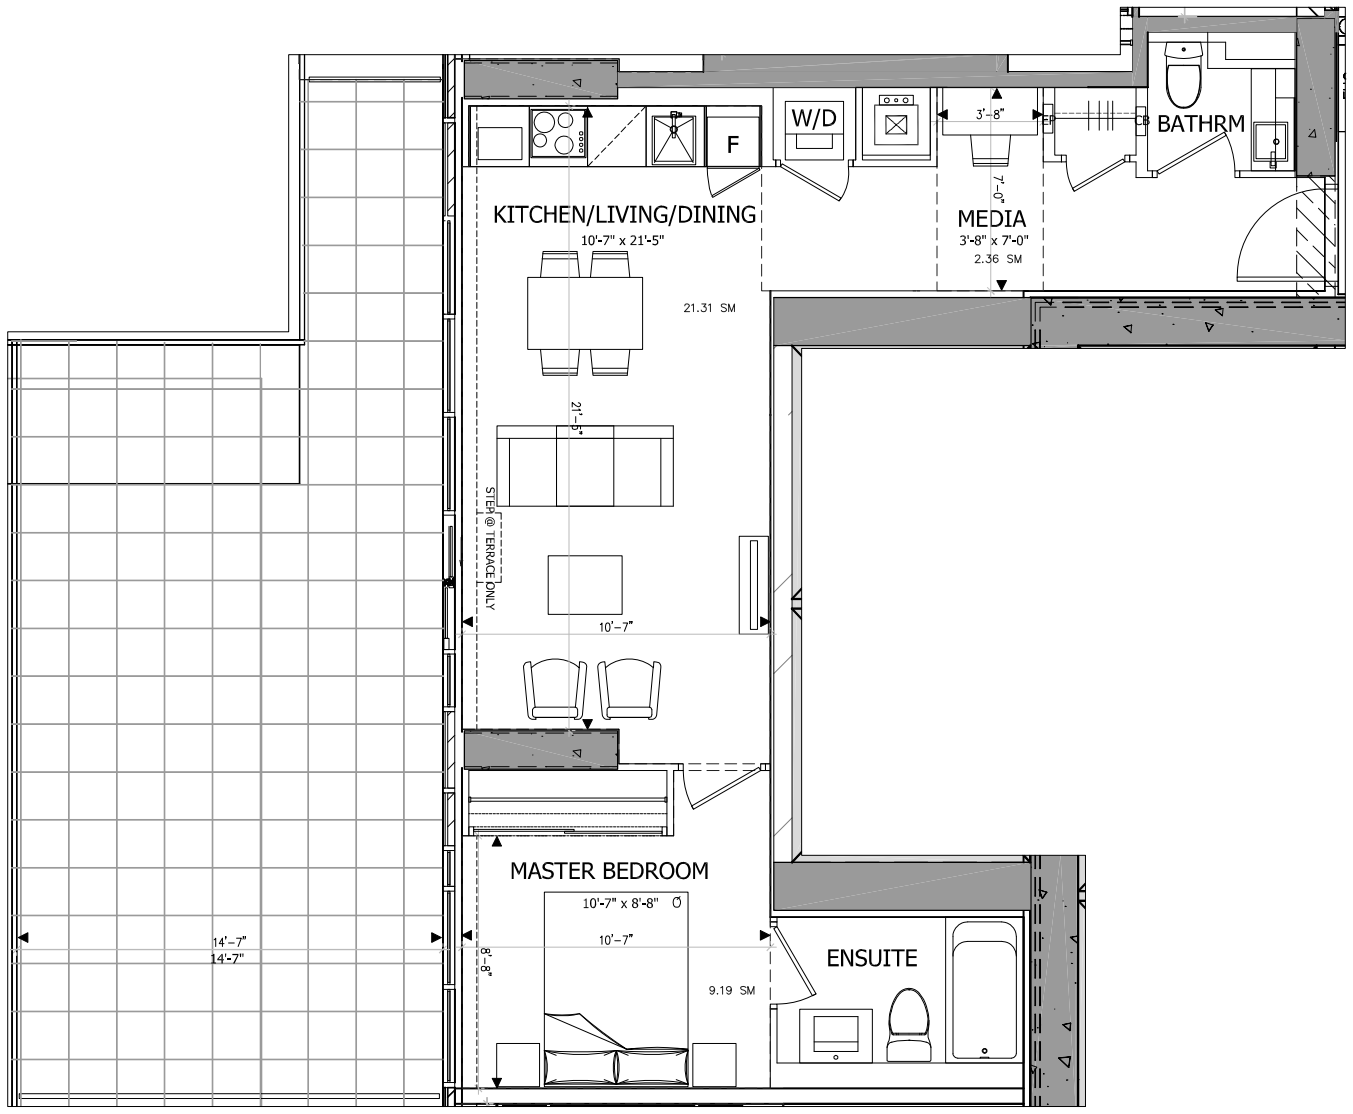 W/D
3'-8"
EP
CB
BATHRM
F
7'-0"
KITCHEN/LIVING/DINING
10'-7" x 21'-5"
MEDIA
3'-8" x 7'-0"
2.36 SM
21.31 SM
21'-5"
STEP @ TERRACE ONLY
10'-7"
MASTER BEDROOM
10'-7" x 8'-8"
10'-7"
14'-7"
14'-7"
8'-8"
ENSUITE
9.19 SM